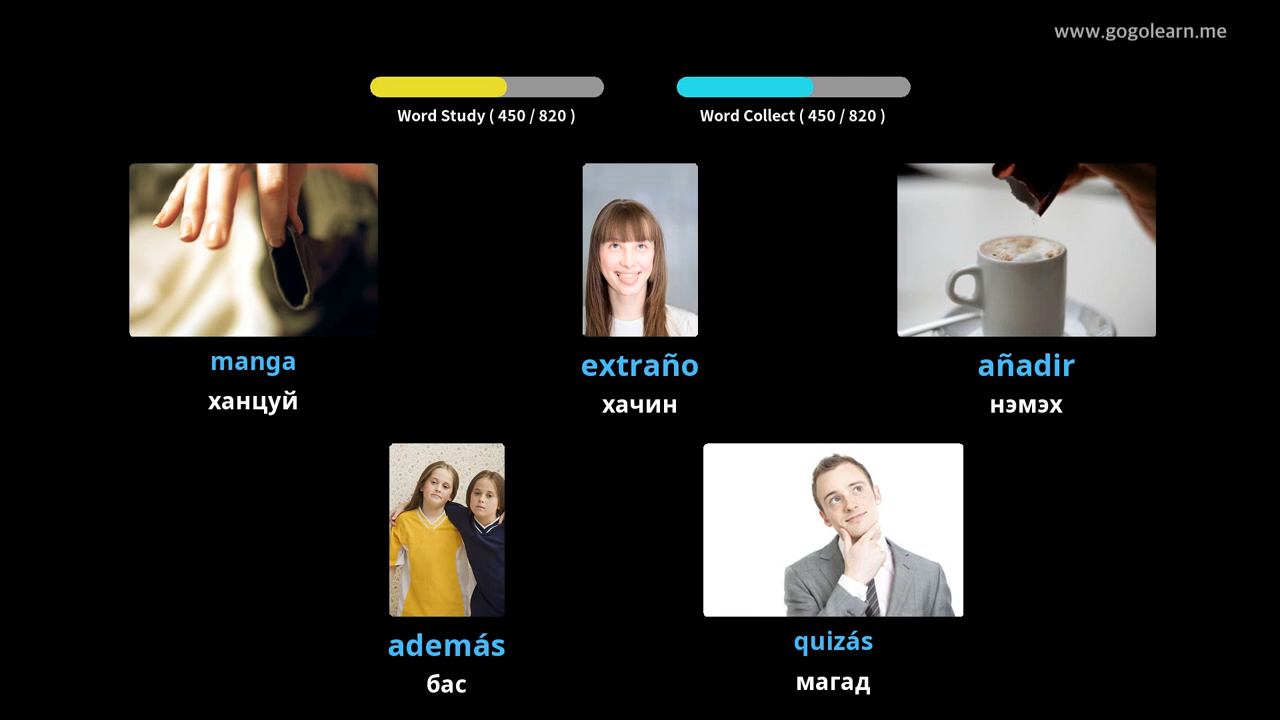 www.gogolearn.me
Word Study ( 450 / 820 )
Word Collect ( 450 / 820 )
manga
ханцуй
extraño
хачин
añadir
нэмэх
además
бас
quizás
магад